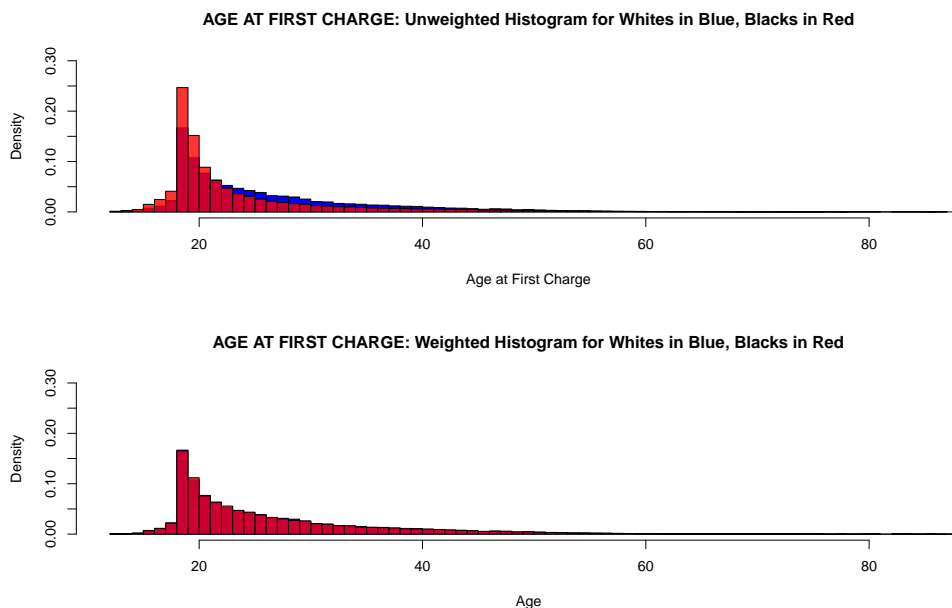 AGE AT FIRST CHARGE: Unweighted Histogram for Whites in Blue, Blacks in Red
Density
0.30
0.20
0.10
0.00
20 40 60 80
Age at First Charge
AGE AT FIRST CHARGE: Weighted Histogram for Whites in Blue, Blacks in Red
Density
0.30
0.20
0.10
0.00
20 40 60 80
Age